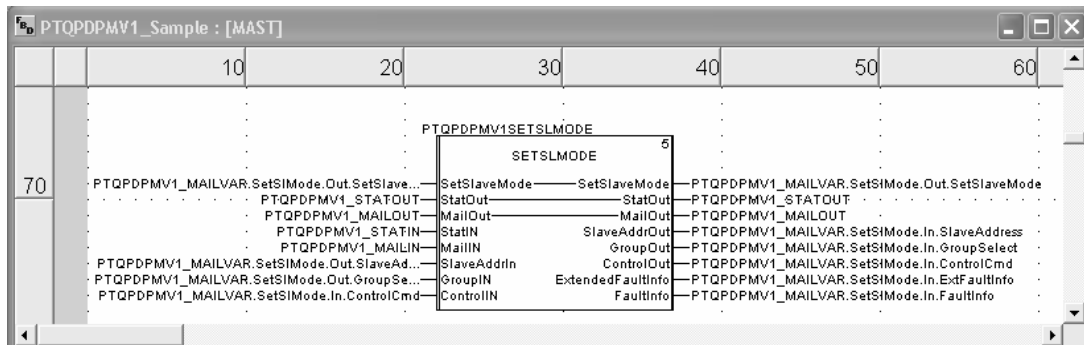 FBD PTQPDPMV1_Sample : [MAST]
10 20 30 40 50 60
PTQPDPMV1SETSLMODE
5
SETSLMODE
70
PTQPDPMV1_MAILVAR.SetSlMode.Out.SetSlave... SetSlaveMode SetSlaveMode PTQPDPMV1_MAILVAR.SetSlMode.Out.SetSlaveMode
PTQPDPMV1_STATOUT StatOut StatOut PTQPDPMV1_STATOUT
PTQPDPMV1_MAILOUT MailOut MailOut PTQPDPMV1_MAILOUT
PTQPDPMV1_STATIN StatIN SlaveAddrOut PTQPDPMV1_MAILVAR.SetSlMode.In.SlaveAddress
PTQPDPMV1_MAILIN MailIN GroupOut PTQPDPMV1_MAILVAR.SetSlMode.In.GroupSelect
PTQPDPMV1_MAILVAR.SetSlMode.Out.SlaveAd... SlaveAddrIn ControlOut PTQPDPMV1_MAILVAR.SetSlMode.In.ControlCmd
PTQPDPMV1_MAILVAR.SetSlMode.Out.GroupSe... GroupIN ExtendedFaultInfo PTQPDPMV1_MAILVAR.SetSlMode.In.ExtFaultInfo
PTQPDPMV1_MAILVAR.SetSlMode.In.ControlCmd ControlIN FaultInfo PTQPDPMV1_MAILVAR.SetSlMode.In.FaultInfo